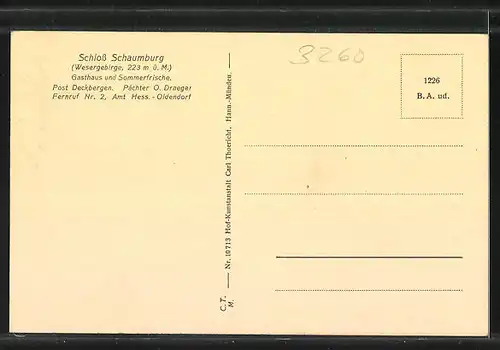 Schloß Schaumburg
(Wesergebirge, 223 m ü. M.)
Gasthaus und Sommerfrische.
Post Deckbergen. Pächter O. Draeger
Fernruf Nr. 2, Amt Hess.-Oldendorf
3260
1226
B. A. ud.
Nr. 10713 Hof-Kunstanstalt Carl Thoericht, Hann.-Münden.
C.T.
M.